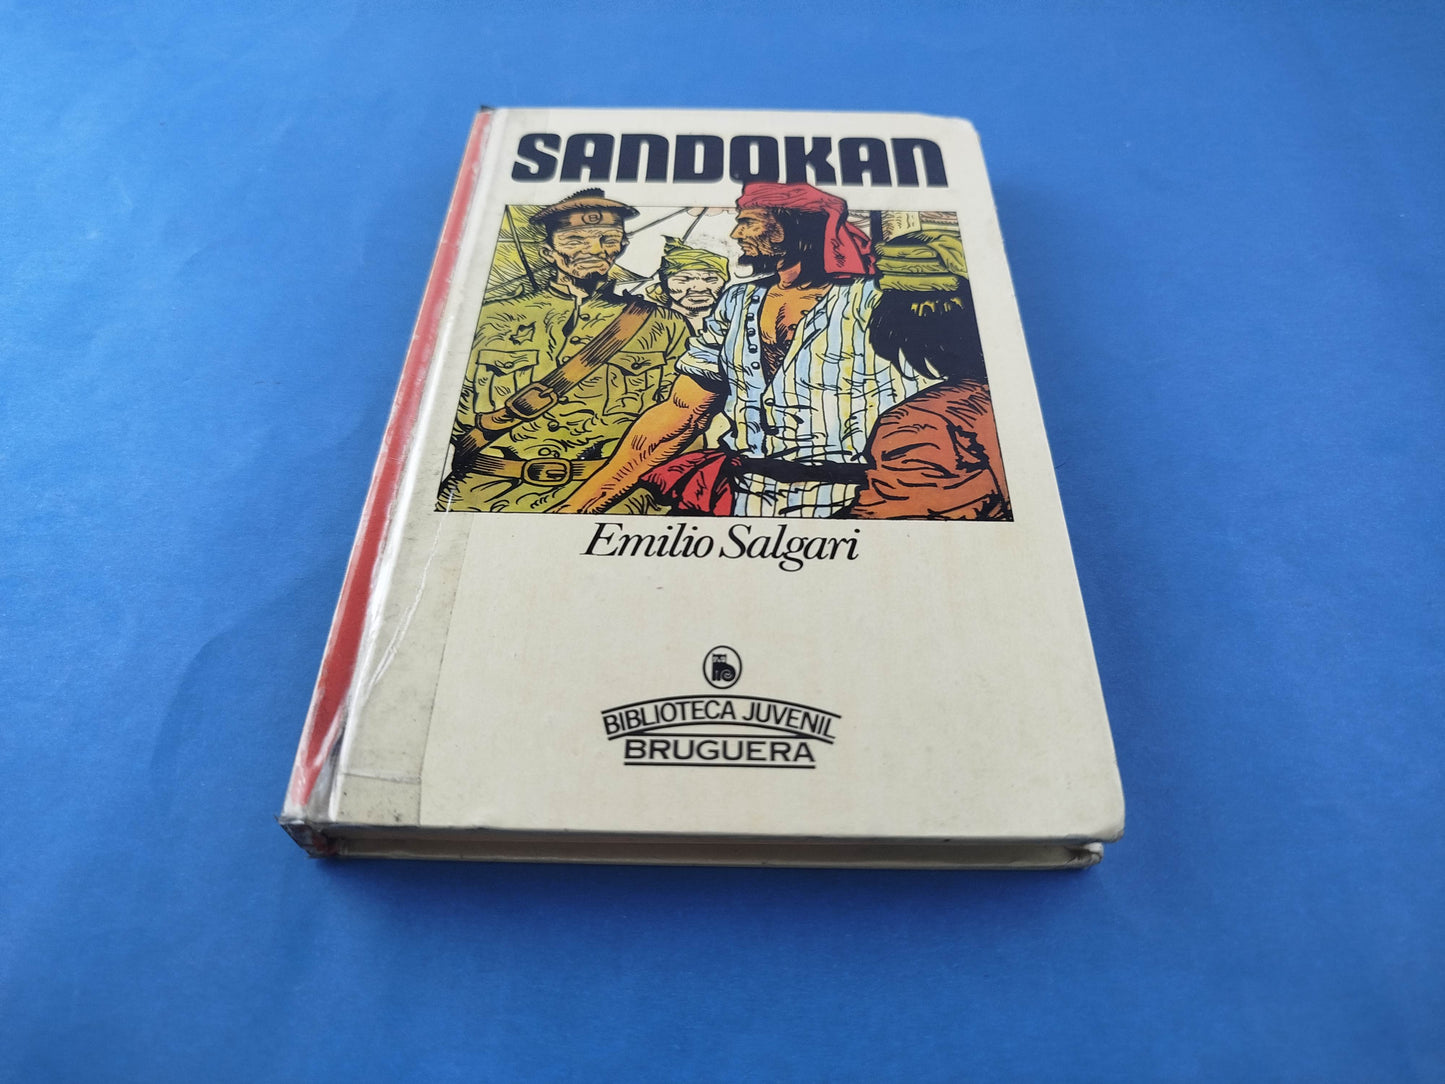 SANDOKAN
Emilio Salgari
BIBLIOTECA JUVENIL
BRUGUERA